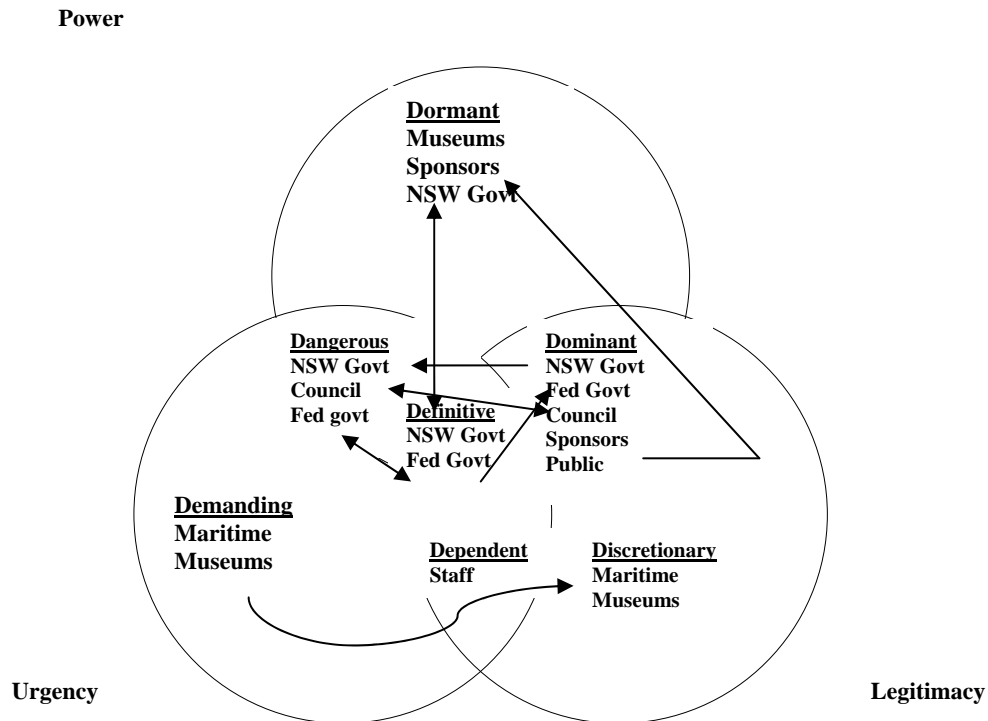 Power
Dormant
Museums
Sponsors
NSW Govt
Dangerous
NSW Govt
Council
Fed govt
Dominant
NSW Govt
Fed Govt
Council
Sponsors
Public
Definitive
NSW Govt
Fed Govt
Demanding
Maritime
Museums
Dependent
Staff
Discretionary
Maritime
Museums
Urgency
Legitimacy